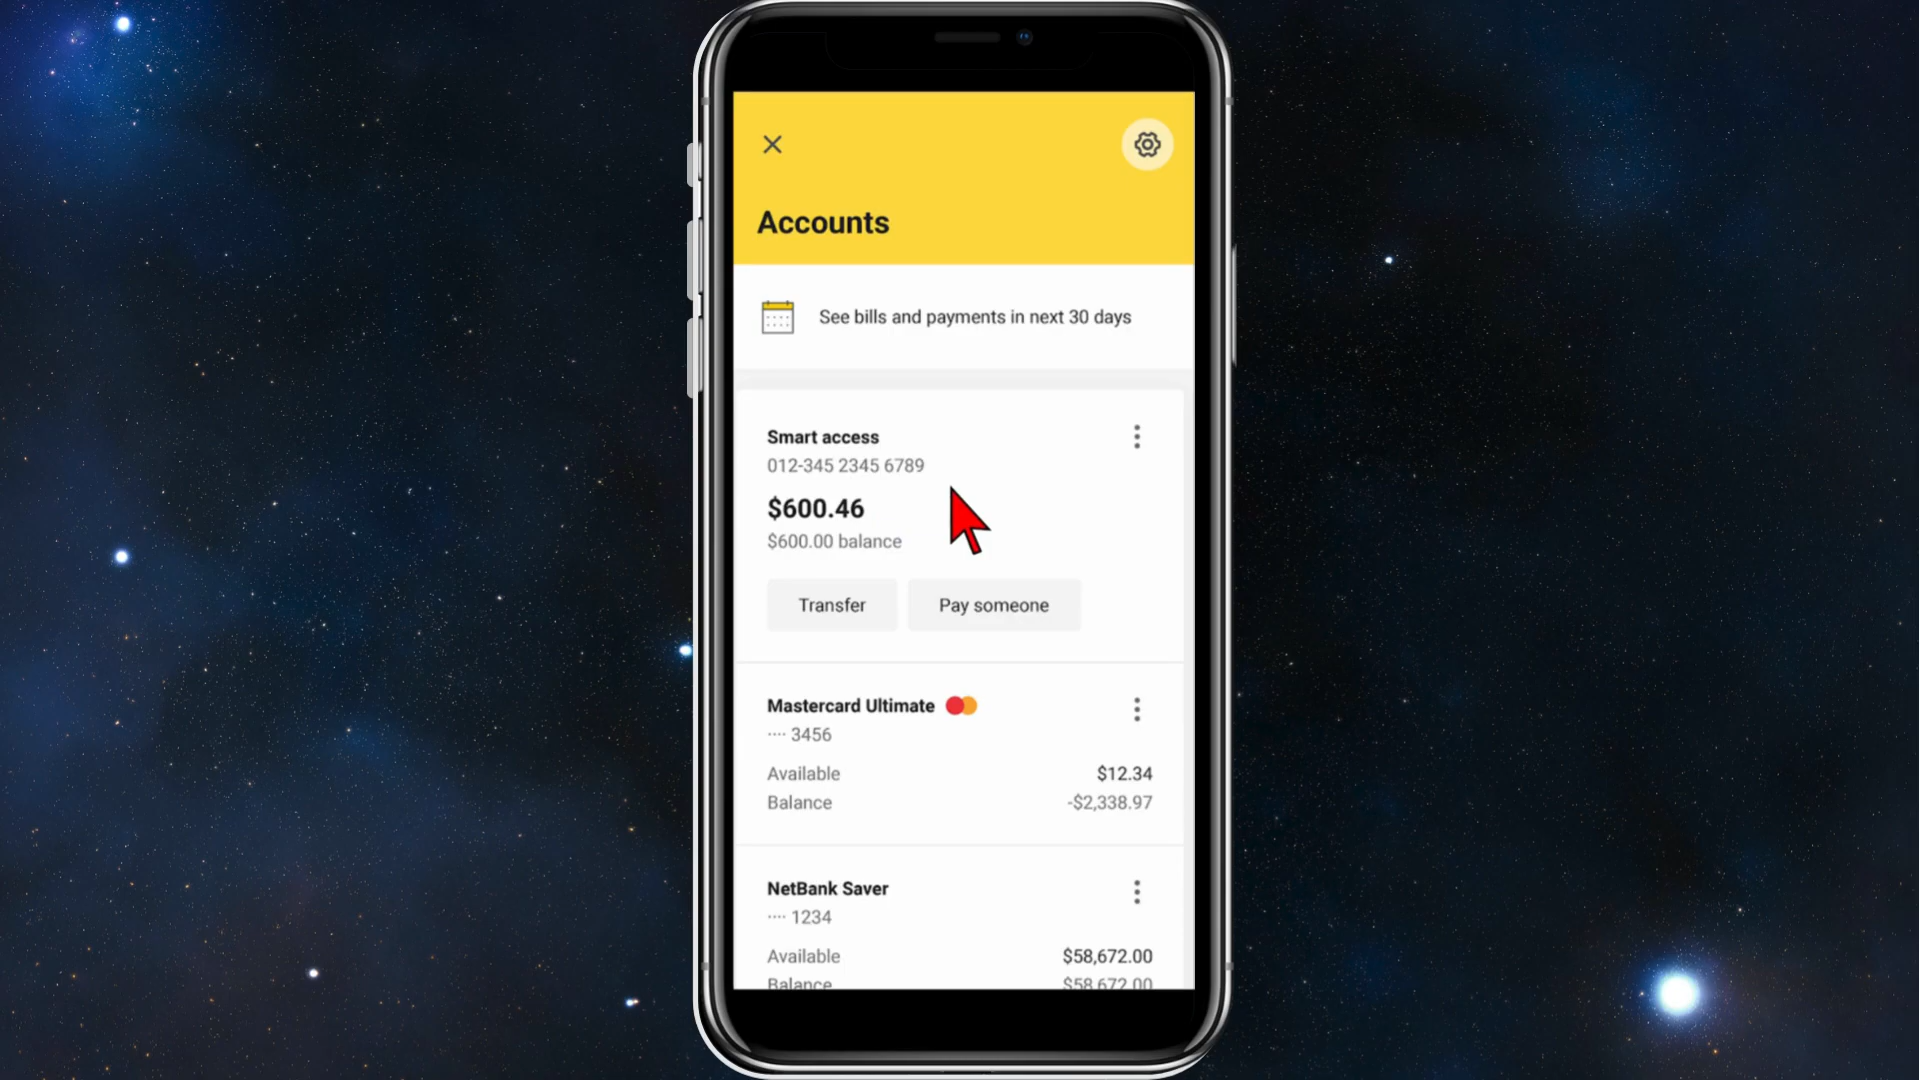 Accounts
See bills and payments in next 30 days
Smart access
012-345 2345 6789
$600.46
$600.00 balance
Transfer Pay someone
Mastercard Ultimate
···· 3456
Available $12.34
Balance -$2,338.97
NetBank Saver
···· 1234
Available $58,672.00
Balance $58,672.00